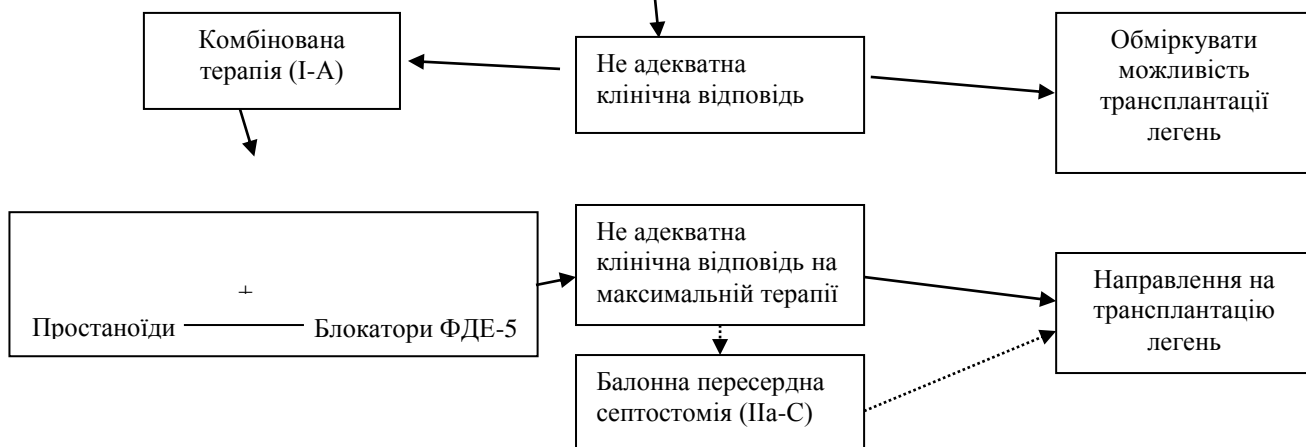 Комбінована
терапія (І-А)
Не адекватна
клінічна відповідь
Обміркувати
можливість
трансплантації
легень
+
Простаноїди
Блокатори ФДЕ-5
Не адекватна
клінічна відповідь на
максимальній терапії
Направлення на
трансплантацію
легень
Балонна пересердна
септостомія (ІІа-С)